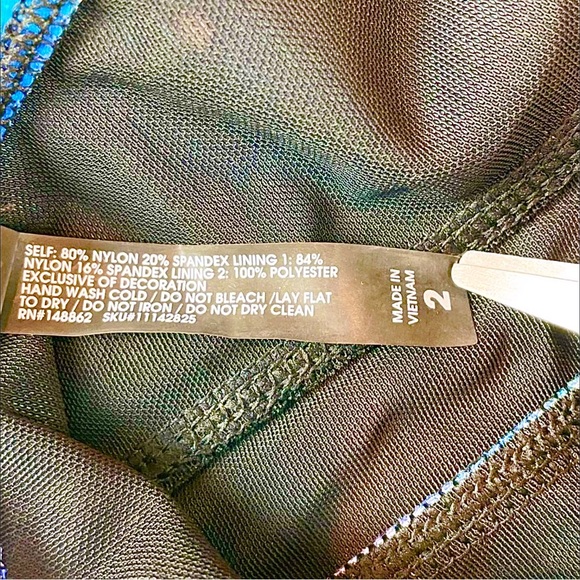 SELF: 80% NYLON 20% SPANDEX LINING 1: 84%
NYLON 16% SPANDEX LINING 2: 100% POLYESTER
EXCLUSIVE OF DECORATION
HAND WASH COLD / DO NOT BLEACH /LAY FLAT
TO DRY / DO NOT IRON/ DO NOT DRY CLEAN
RN#148862 SKU#11142825
MADE IN
VIETNAM
2